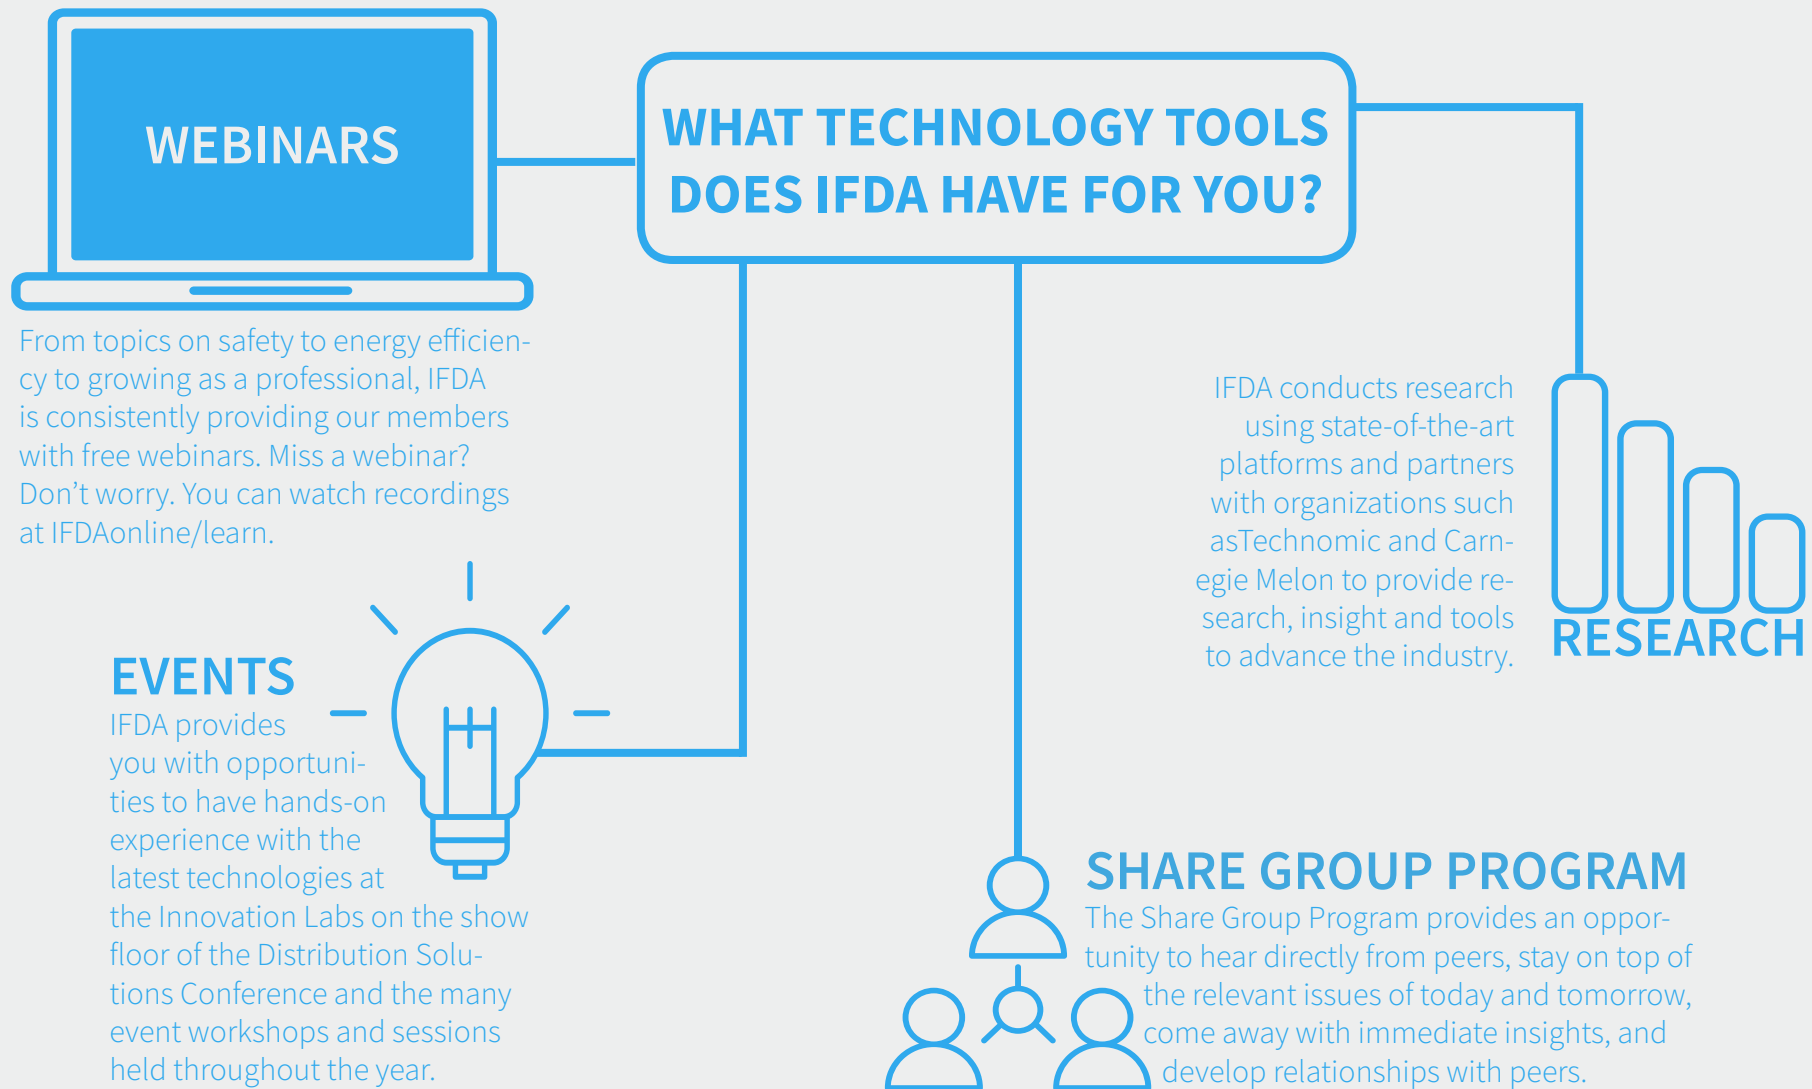 WEBINARS
WHAT TECHNOLOGY TOOLS
DOES IFDA HAVE FOR YOU?
From topics on safety to energy efficien-
cy to growing as a professional, IFDA
is consistently providing our members
with free webinars. Miss a webinar?
Don’t worry. You can watch recordings
at IFDAonline/learn.
IFDA conducts research
using state-of-the-art
platforms and partners
with organizations such
asTechnomic and Carn-
egie Melon to provide re-
search, insight and tools
to advance the industry.
RESEARCH
EVENTS
IFDA provides
you with opportuni-
ties to have hands-on
experience with the
latest technologies at
the Innovation Labs on the show
floor of the Distribution Solu-
tions Conference and the many
event workshops and sessions
held throughout the year.
SHARE GROUP PROGRAM
The Share Group Program provides an oppor-
tunity to hear directly from peers, stay on top of
the relevant issues of today and tomorrow,
come away with immediate insights, and
develop relationships with peers.